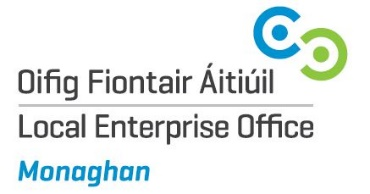 Oifig Fiontair Áitiúil
Local Enterprise Office
Monaghan